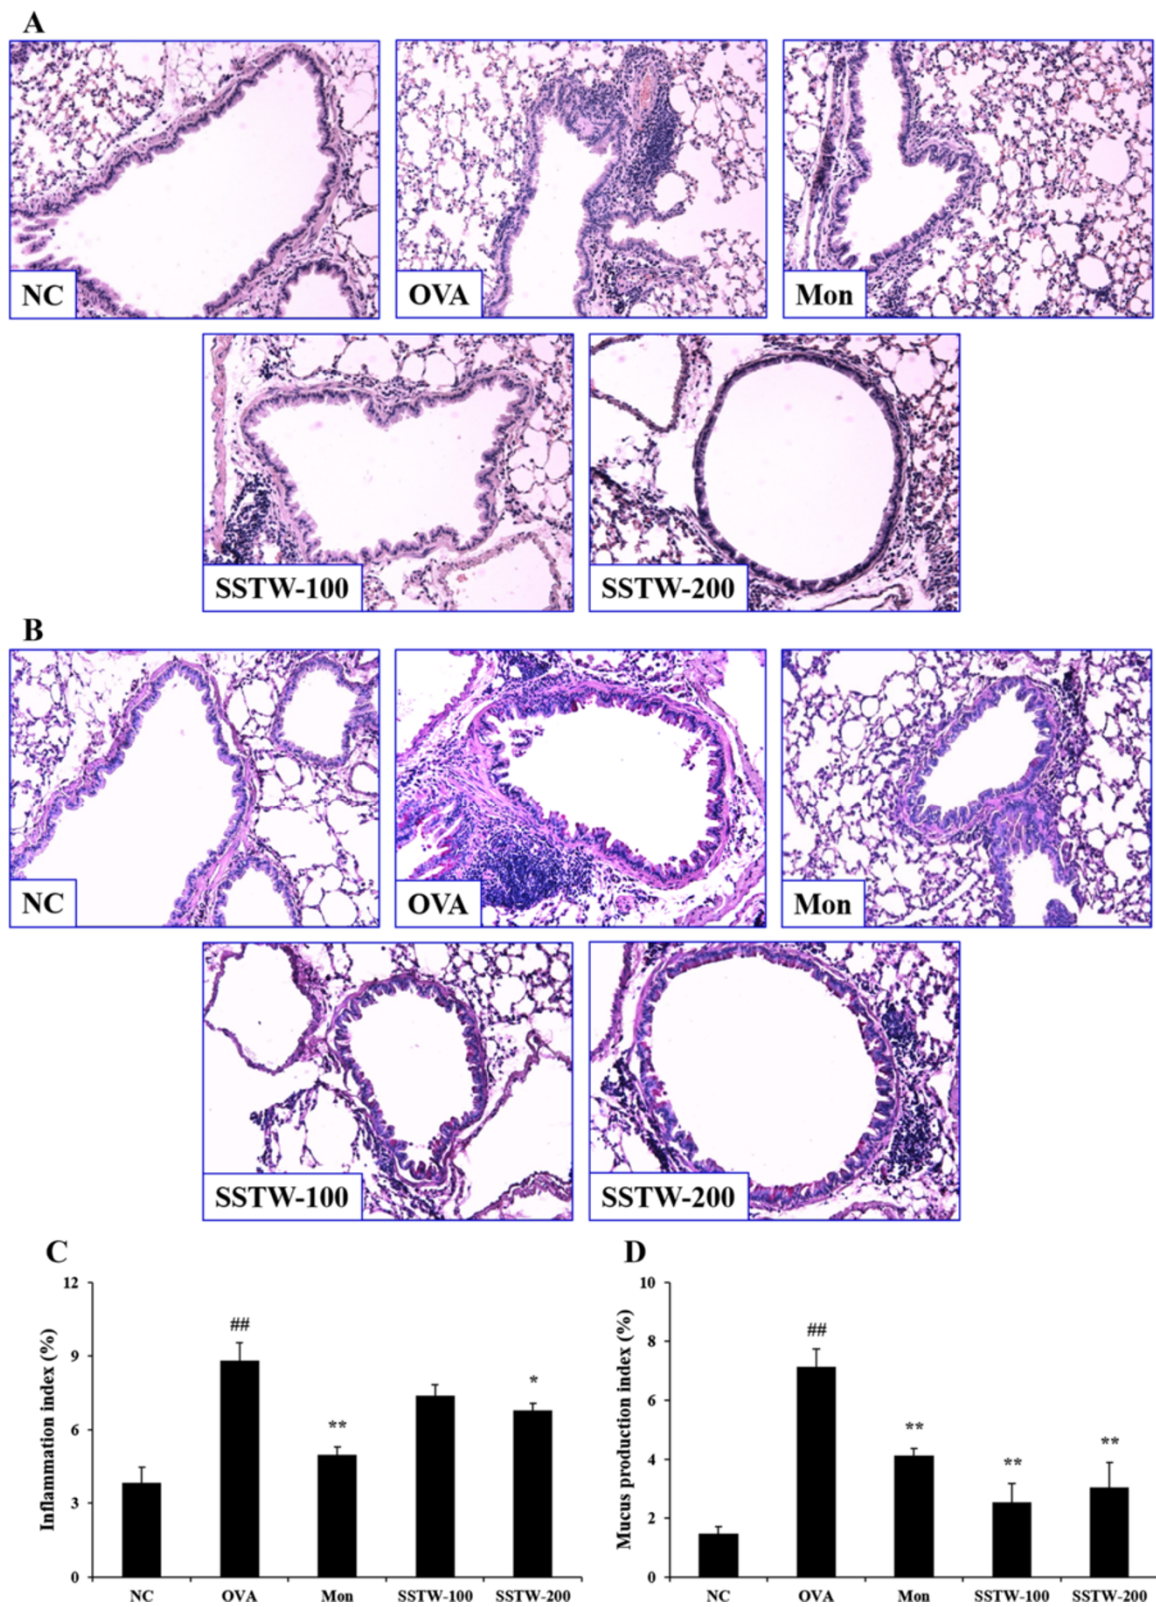 A
NC
OVA
Mon
SSTW-100
SSTW-200
B
NC
OVA
Mon
SSTW-100
SSTW-200
C
Inflammation index (%)
12
9
6
3
0
##
**
*
NC
OVA
Mon
SSTW-100
SSTW-200
D
Mucus production index (%)
10
8
6
4
2
0
##
**
**
**
NC
OVA
Mon
SSTW-100
SSTW-200